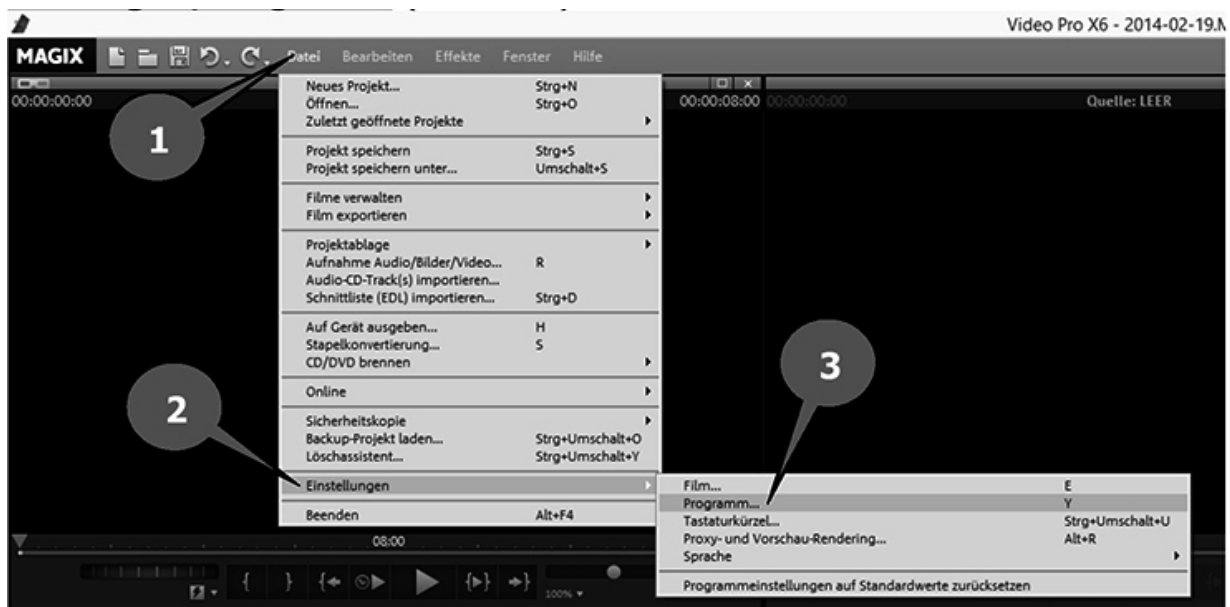 Video Pro X6 - 2014-02-19.M
MAGIX Datei Bearbeiten Effekte Fenster Hilfe
00:00:00:00
00:00:08:00 00:00:00:00 Quelle: LEER
1
Neues Projekt... Strg+N
Öffnen... Strg+O
Zuletzt geöffnete Projekte
Projekt speichern Strg+S
Projekt speichern unter... Umschalt+S
Filme verwalten
Film exportieren
Projektablage
Aufnahme Audio/Bilder/Video... R
Audio-CD-Track(s) importieren...
Schnittliste (EDL) importieren... Strg+D
Auf Gerät ausgeben... H
Stapelkonvertierung... S
CD/DVD brennen
Online
Sicherheitskopie
Backup-Projekt laden... Strg+Umschalt+O
Löschassistent... Strg+Umschalt+Y
2
Einstellungen
Beenden Alt+F4
3
Film... E
Programm... Y
Tastaturkürzel... Strg+Umschalt+U
Proxy- und Vorschau-Rendering... Alt+R
Sprache
Programmeinstellungen auf Standardwerte zurücksetzen
08:00
100%